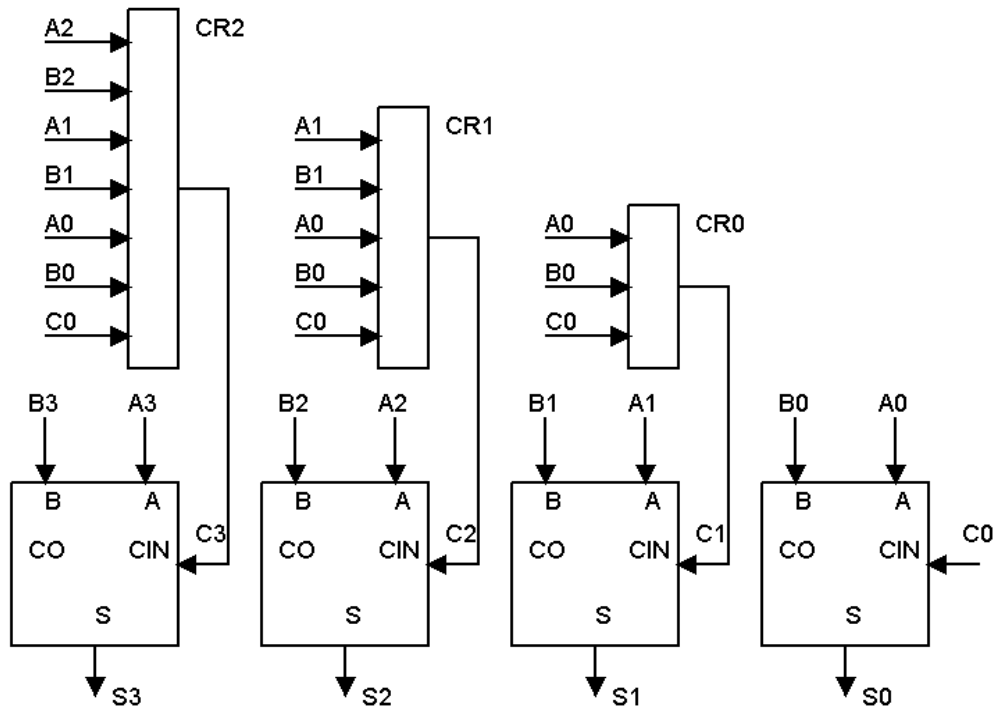 A2 CR2
B2
A1 A1 CR1
B1 B1
A0 A0 A0 CR0
B0 B0 B0
C0 C0 C0
B3 A3 B2 A2 B1 A1 B0 A0
B A B A B A B A
C3 C2 C1 C0
CO CIN CO CIN CO CIN CO CIN
S S S S
S3 S2 S1 S0